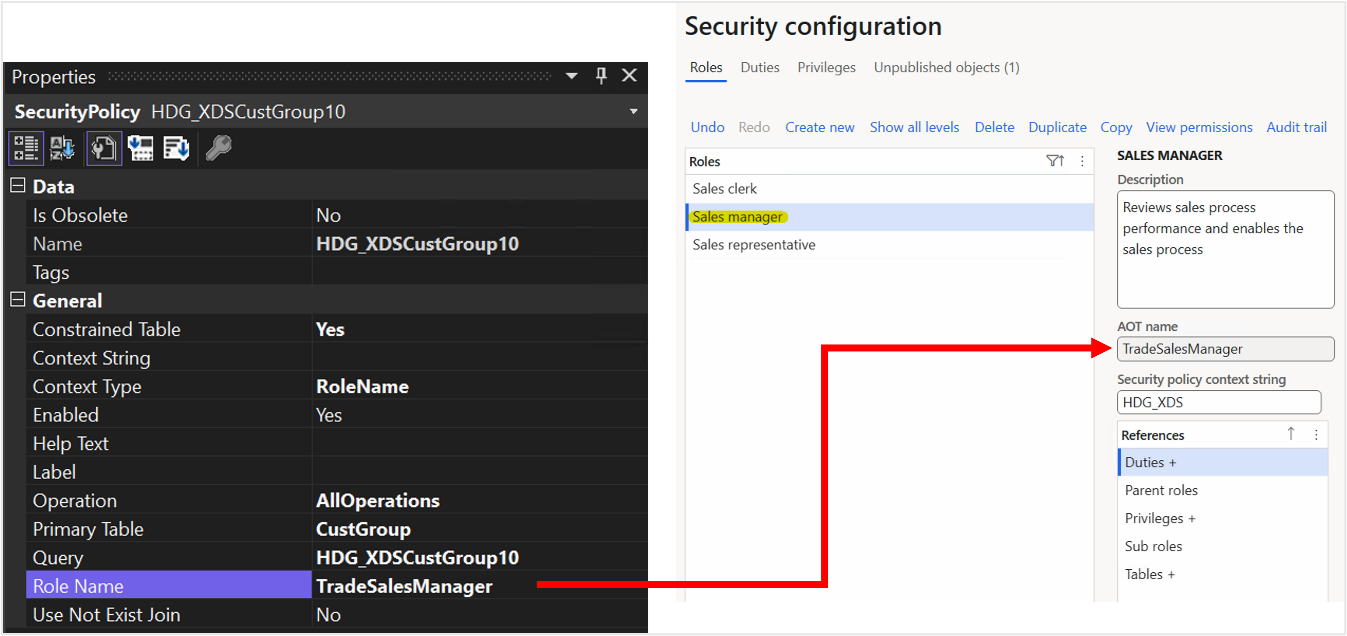 Properties
SecurityPolicy HDG_XDSCustGroup10
Data
Is Obsolete No
Name HDG_XDSCustGroup10
Tags
General
Constrained Table Yes
Context String
Context Type RoleName
Enabled Yes
Help Text
Label
Operation AllOperations
Primary Table CustGroup
Query HDG_XDSCustGroup10
Role Name TradeSalesManager
Use Not Exist Join No
Security configuration
Roles Duties Privileges Unpublished objects (1)
Undo Redo Create new Show all levels Delete Duplicate Copy View permissions Audit trail
Roles
Sales clerk
Sales manager
Sales representative
SALES MANAGER
Description
Reviews sales process
performance and enables the
sales process
AOT name
TradeSalesManager
Security policy context string
HDG_XDS
References
Duties +
Parent roles
Privileges +
Sub roles
Tables +